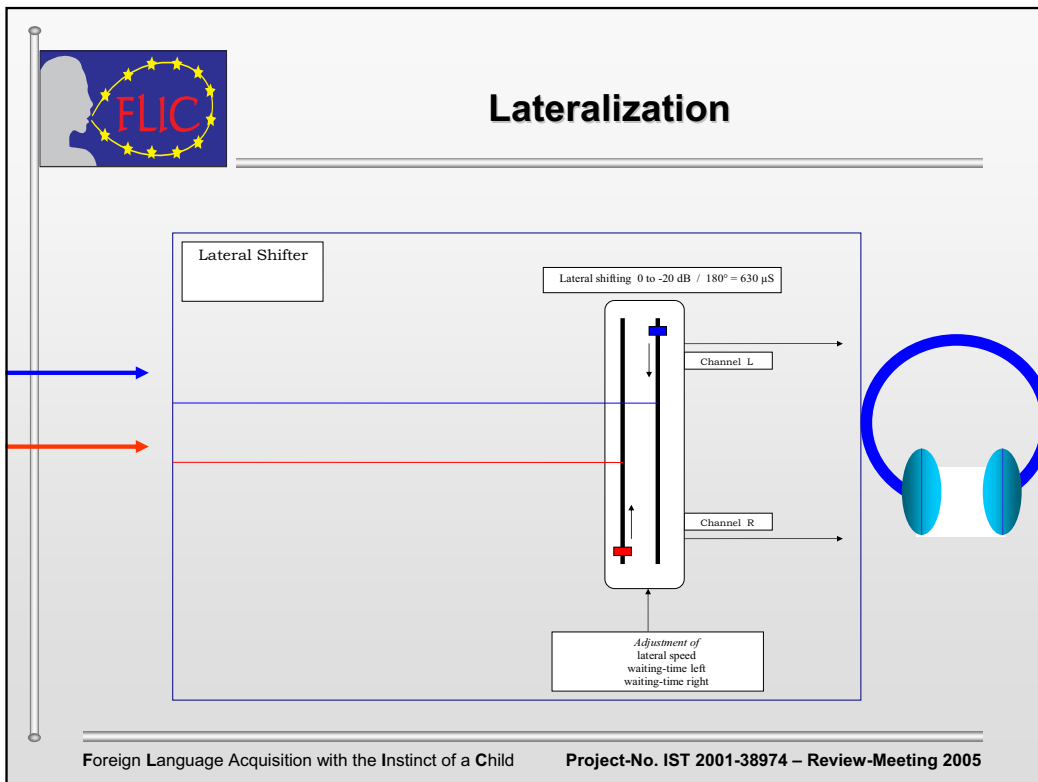 FLIC
Lateralization
Lateral Shifter
Lateral shifting 0 to -20 dB / 180° = 630 µS
Channel L
Channel R
Adjustment of
lateral speed
waiting-time left
waiting-time right
Foreign Language Acquisition with the Instinct of a Child Project-No. IST 2001-38974 – Review-Meeting 2005